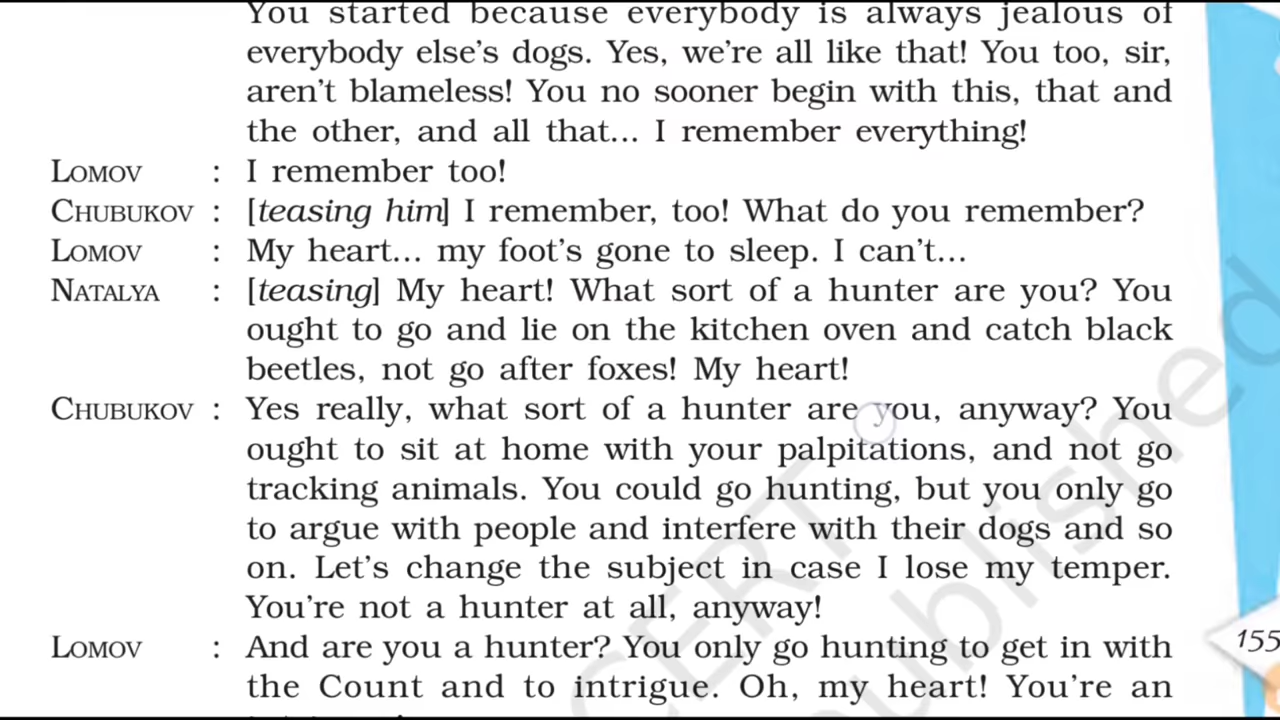 You started because everybody is always jealous of
everybody else's dogs. Yes, we're all like that! You too, sir,
aren't blameless! You no sooner begin with this, that and
the other, and all that... I remember everything!
LOMOV : I remember too!
CHUBUKOV : [teasing him] I remember, too! What do you remember?
LOMOV : My heart... my foot's gone to sleep. I can't...
NATALYA : [teasing] My heart! What sort of a hunter are you? You
ought to go and lie on the kitchen oven and catch black
beetles, not go after foxes! My heart!
CHUBUKOV : Yes really, what sort of a hunter are you, anyway? You
ought to sit at home with your palpitations, and not go
tracking animals. You could go hunting, but you only go
to argue with people and interfere with their dogs and so
on. Let's change the subject in case I lose my temper.
You're not a hunter at all, anyway!
LOMOV : And are you a hunter? You only go hunting to get in with
the Count and to intrigue. Oh, my heart! You're an
155